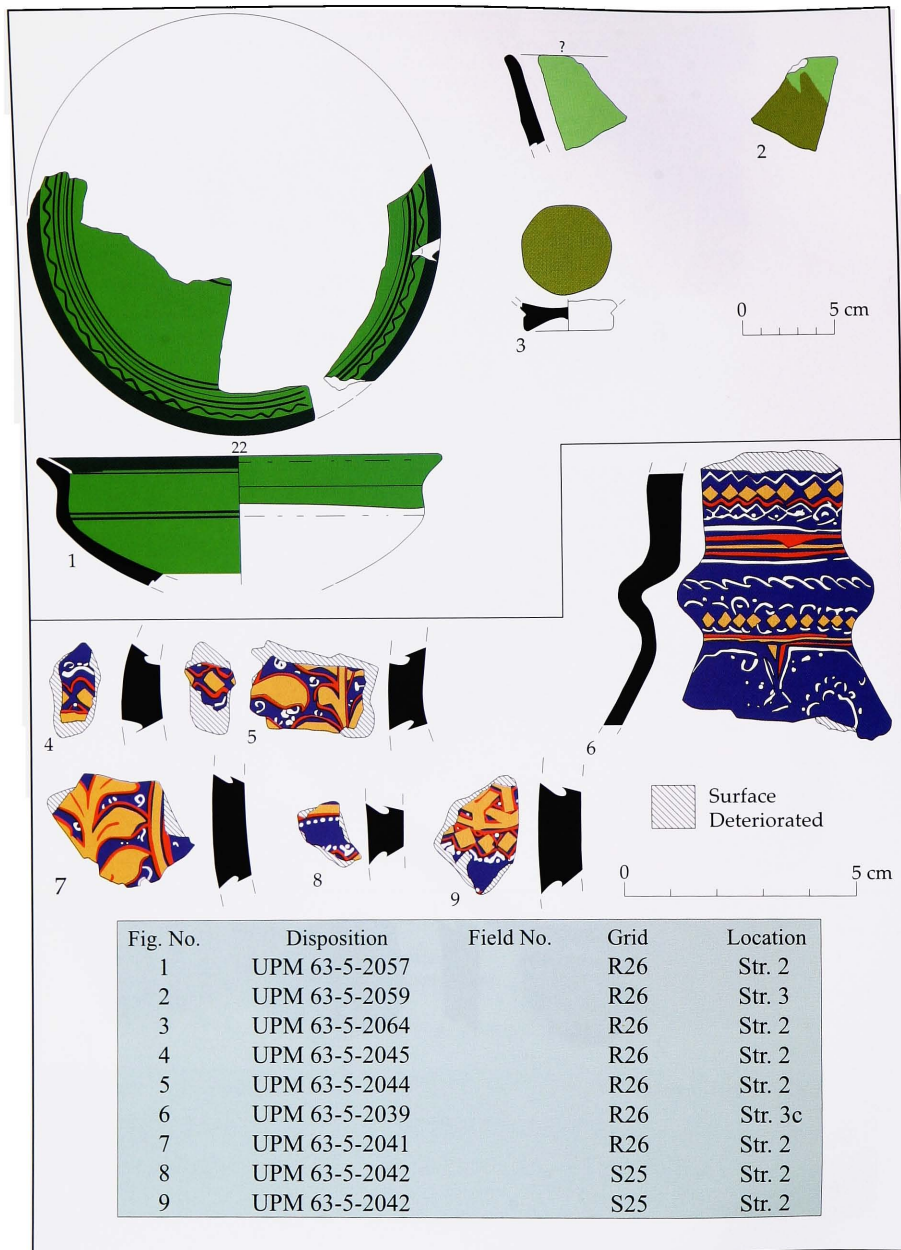 ?
2
3
0 5 cm
22
1
4
5
6
Surface
Deteriorated
7
8
9
0 5 cm
Fig. No. Disposition Field No. Grid Location
1 UPM 63-5-2057 R26 Str. 2
2 UPM 63-5-2059 R26 Str. 3
3 UPM 63-5-2064 R26 Str. 2
4 UPM 63-5-2045 R26 Str. 2
5 UPM 63-5-2044 R26 Str. 2
6 UPM 63-5-2039 R26 Str. 3c
7 UPM 63-5-2041 R26 Str. 2
8 UPM 63-5-2042 S25 Str. 2
9 UPM 63-5-2042 S25 Str. 2